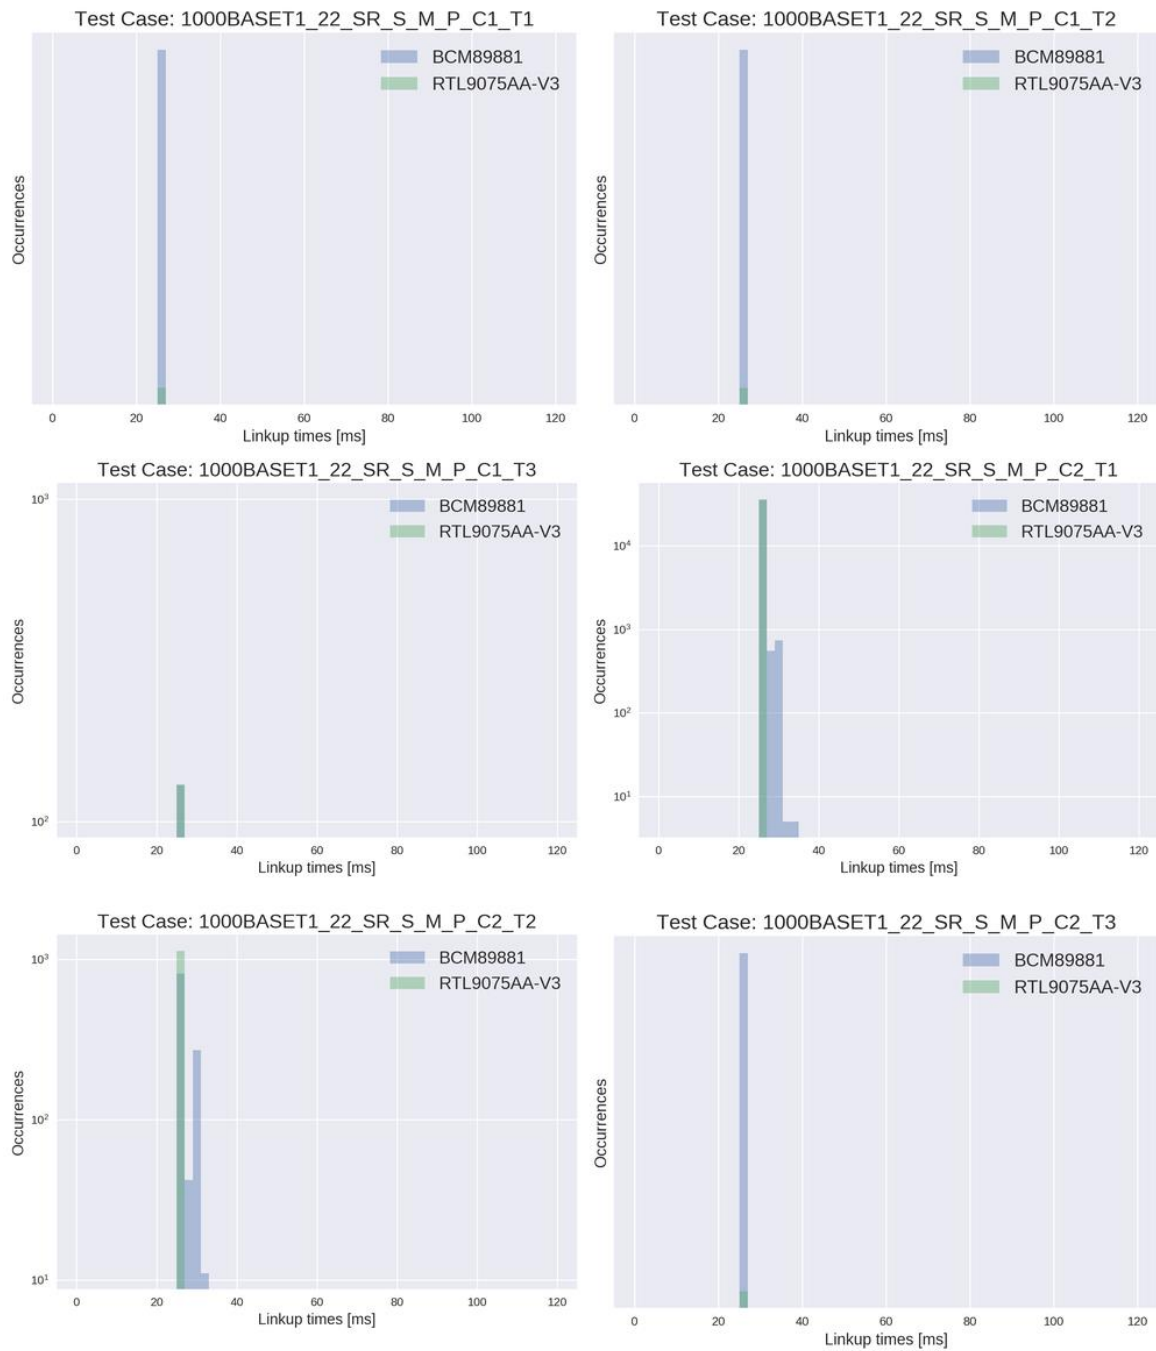 Test Case: 1000BASET1_22_SR_S_M_P_C1_T1
BCM89881
RTL9075AA-V3
Occurrences
0 20 40 60 80 100 120
Linkup times [ms]
Test Case: 1000BASET1_22_SR_S_M_P_C1_T2
BCM89881
RTL9075AA-V3
Occurrences
0 20 40 60 80 100 120
Linkup times [ms]
Test Case: 1000BASET1_22_SR_S_M_P_C1_T3
BCM89881
RTL9075AA-V3
10³
10²
Occurrences
0 20 40 60 80 100 120
Linkup times [ms]
Test Case: 1000BASET1_22_SR_S_M_P_C2_T1
BCM89881
RTL9075AA-V3
10⁴
10³
10²
10¹
Occurrences
0 20 40 60 80 100 120
Linkup times [ms]
Test Case: 1000BASET1_22_SR_S_M_P_C2_T2
BCM89881
RTL9075AA-V3
10³
10²
10¹
Occurrences
0 20 40 60 80 100 120
Linkup times [ms]
Test Case: 1000BASET1_22_SR_S_M_P_C2_T3
BCM89881
RTL9075AA-V3
Occurrences
0 20 40 60 80 100 120
Linkup times [ms]